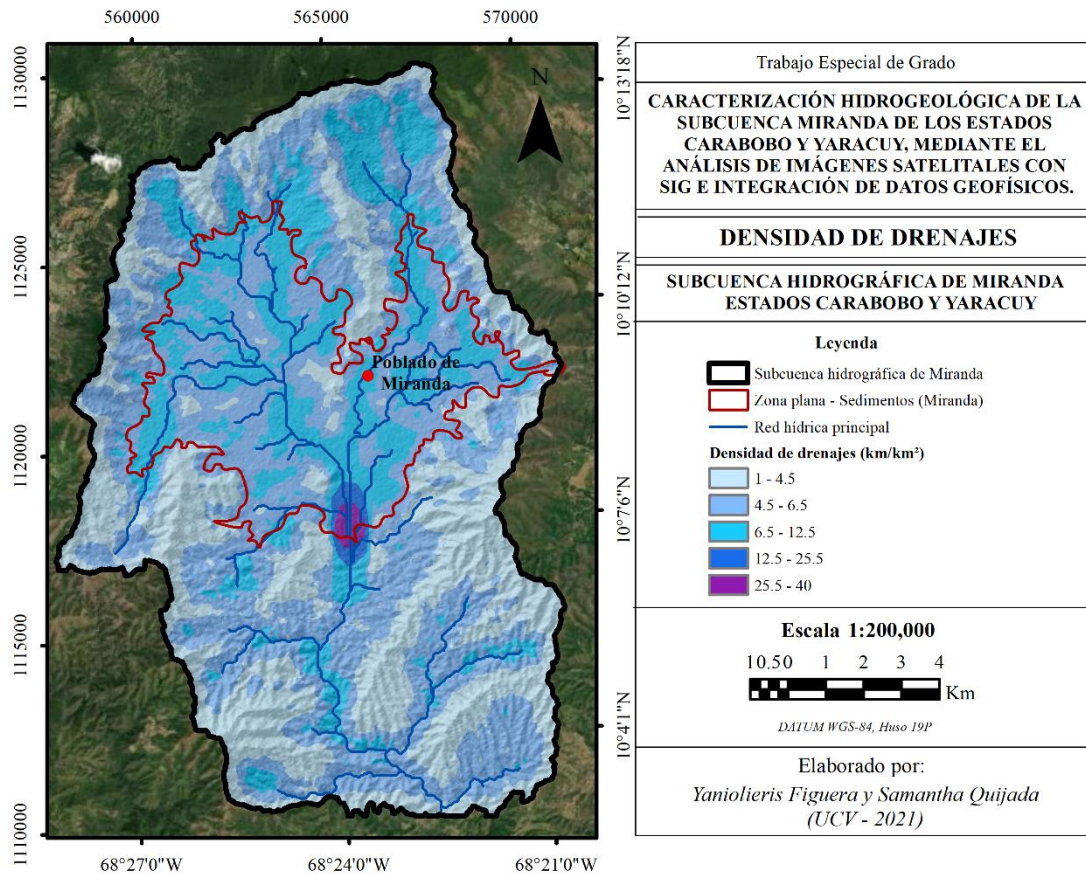 560000 565000 570000
1130000
1125000
1120000
1115000
1110000
N
Poblado de
Miranda
10°13'18"N
10°10'12"N
10°7'6"N
10°4'1"N
68°27'0"W 68°24'0"W 68°21'0"W
Trabajo Especial de Grado
CARACTERIZACIÓN HIDROGEOLÓGICA DE LA
SUBCUENCA MIRANDA DE LOS ESTADOS
CARABOBO Y YARACUY, MEDIANTE EL
ANÁLISIS DE IMÁGENES SATELITALES CON
SIG E INTEGRACIÓN DE DATOS GEOFÍSICOS.
DENSIDAD DE DRENAJES
SUBCUENCA HIDROGRÁFICA DE MIRANDA
ESTADOS CARABOBO Y YARACUY
Leyenda
Subcuenca hidrográfica de Miranda
Zona plana - Sedimentos (Miranda)
Red hídrica principal
Densidad de drenajes (km/km²)
1 - 4.5
4.5 - 6.5
6.5 - 12.5
12.5 - 25.5
25.5 - 40
Escala 1:200,000
10.50 1 2 3 4
Km
DATUM WGS-84, Huso 19P
Elaborado por:
Yaniolieris Figuera y Samantha Quijada
(UCV - 2021)